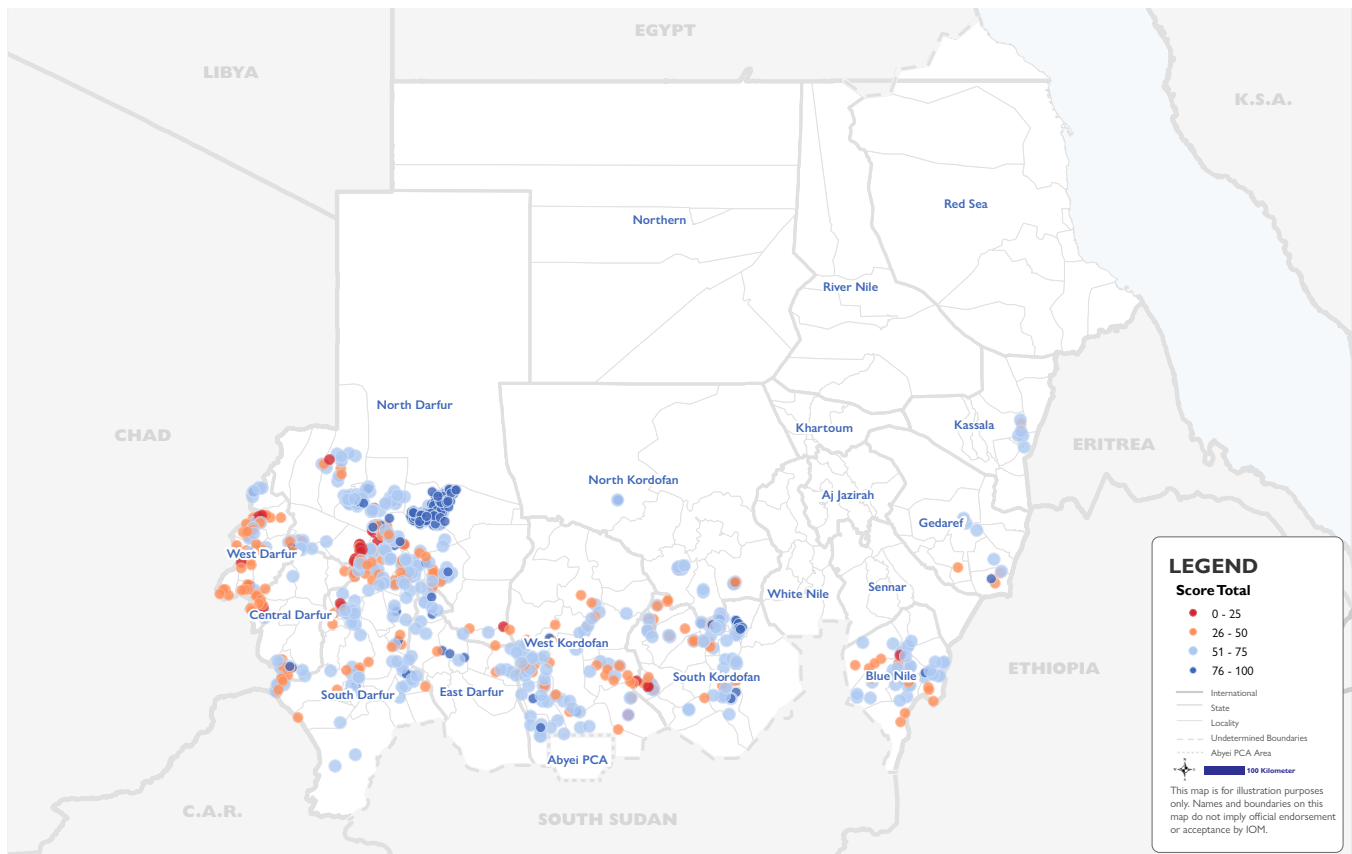 EGYPT
LIBYA
K.S.A.
Red Sea
Northern
River Nile
North Darfur
CHAD
Khartoum
Kassala
ERITREA
North Kordofan
Aj Jazirah
Gedaref
West Darfur
Sennar
White Nile
Central Darfur
West Kordofan
ETHIOPIA
South Kordofan
Blue Nile
South Darfur
East Darfur
Abyei PCA
C.A.R.
SOUTH SUDAN
LEGEND
Score Total
0 - 25
26 - 50
51 - 75
76 - 100
International
State
Locality
Undetermined Boundaries
Abyei PCA Area
100 Kilometer
This map is for illustration purposes
only. Names and boundaries on this
map do not imply official endorsement
or acceptance by IOM.